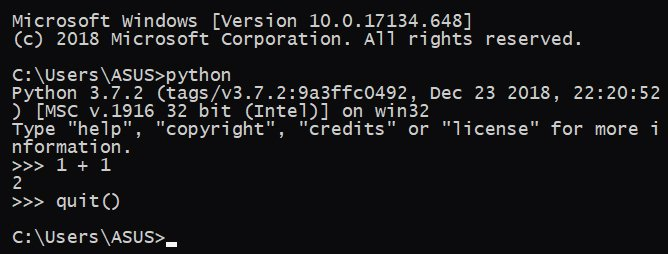 Microsoft Windows [Version 10.0.17134.648]
(c) 2018 Microsoft Corporation. All rights reserved.
C:\Users\ASUS>python
Python 3.7.2 (tags/v3.7.2:9a3ffc0492, Dec 23 2018, 22:20:52
) [MSC v.1916 32 bit (Intel)] on win32
Type "help", "copyright", "credits" or "license" for more i
nformation.
>>> 1 + 1
2
>>> quit()
C:\Users\ASUS>